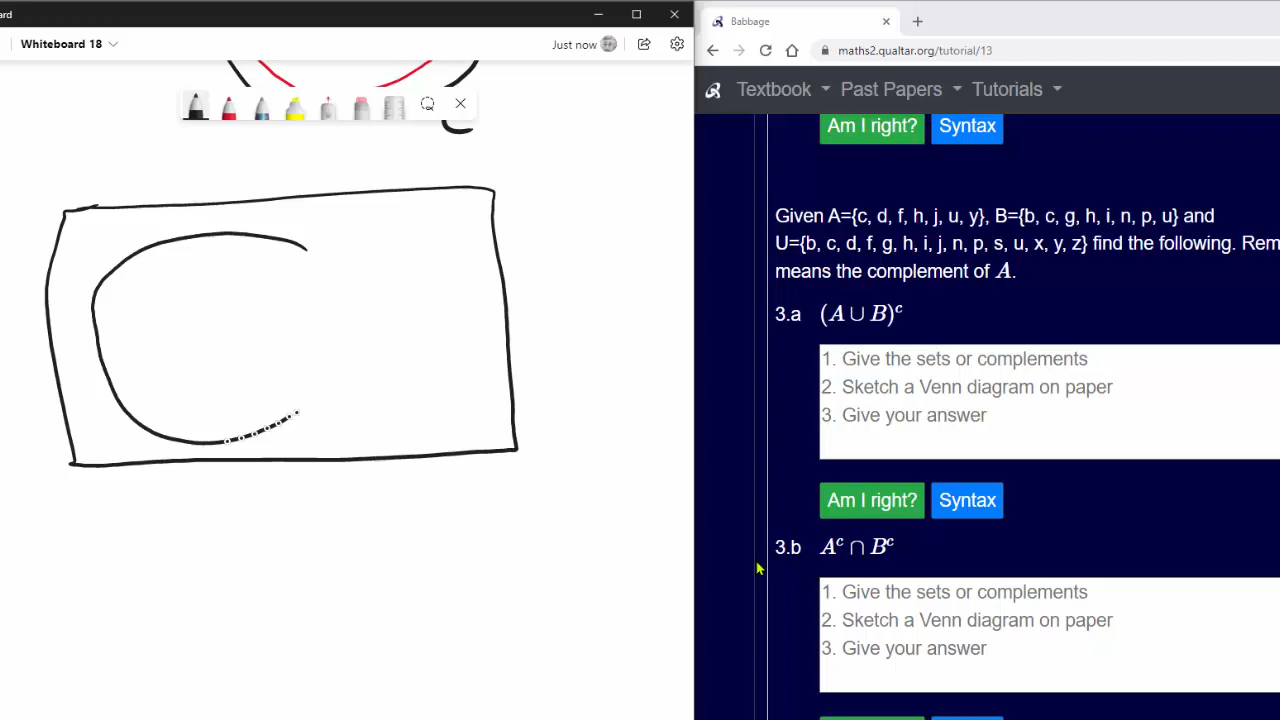 ard
Whiteboard 18
Just now
Babbage
maths2.qualtar.org/tutorial/13
Textbook Past Papers Tutorials
Am I right? Syntax
Given A={c, d, f, h, j, u, y}, B={b, c, g, h, i, n, p, u} and
U={b, c, d, f, g, h, i, j, n, p, s, u, x, y, z} find the following. Rem
means the complement of A.
3.a (A ∪ B)ᶜ
1. Give the sets or complements
2. Sketch a Venn diagram on paper
3. Give your answer
Am I right? Syntax
3.b Aᶜ ∩ Bᶜ
1. Give the sets or complements
2. Sketch a Venn diagram on paper
3. Give your answer